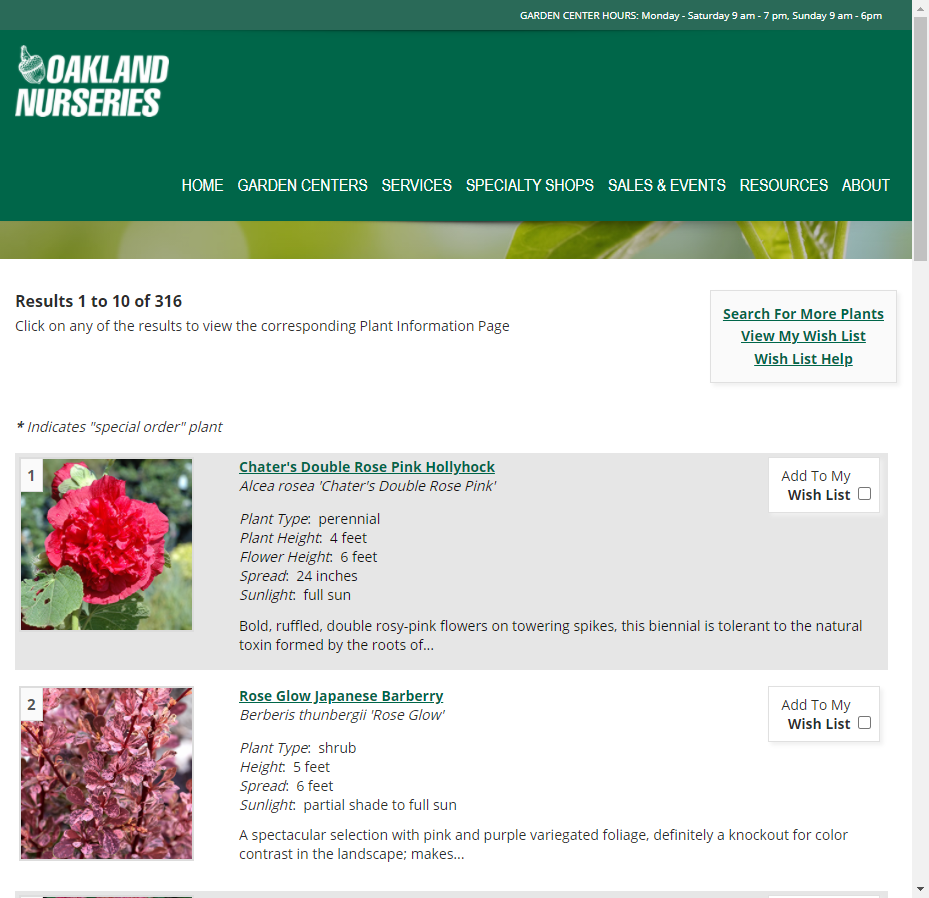 GARDEN CENTER HOURS: Monday - Saturday 9 am - 7 pm, Sunday 9 am - 6pm
OAKLAND
NURSERIES
HOME GARDEN CENTERS SERVICES SPECIALTY SHOPS SALES & EVENTS RESOURCES ABOUT
Results 1 to 10 of 316
Click on any of the results to view the corresponding Plant Information Page
Search For More Plants
View My Wish List
Wish List Help
* Indicates "special order" plant
1
Chater's Double Rose Pink Hollyhock
Alcea rosea 'Chater's Double Rose Pink'
Plant Type: perennial
Plant Height: 4 feet
Flower Height: 6 feet
Spread: 24 inches
Sunlight: full sun
Bold, ruffled, double rosy-pink flowers on towering spikes, this biennial is tolerant to the natural
toxin formed by the roots of...
Add To My
Wish List
2
Rose Glow Japanese Barberry
Berberis thunbergii 'Rose Glow'
Plant Type: shrub
Height: 5 feet
Spread: 6 feet
Sunlight: partial shade to full sun
A spectacular selection with pink and purple variegated foliage, definitely a knockout for color
contrast in the landscape; makes...
Add To My
Wish List